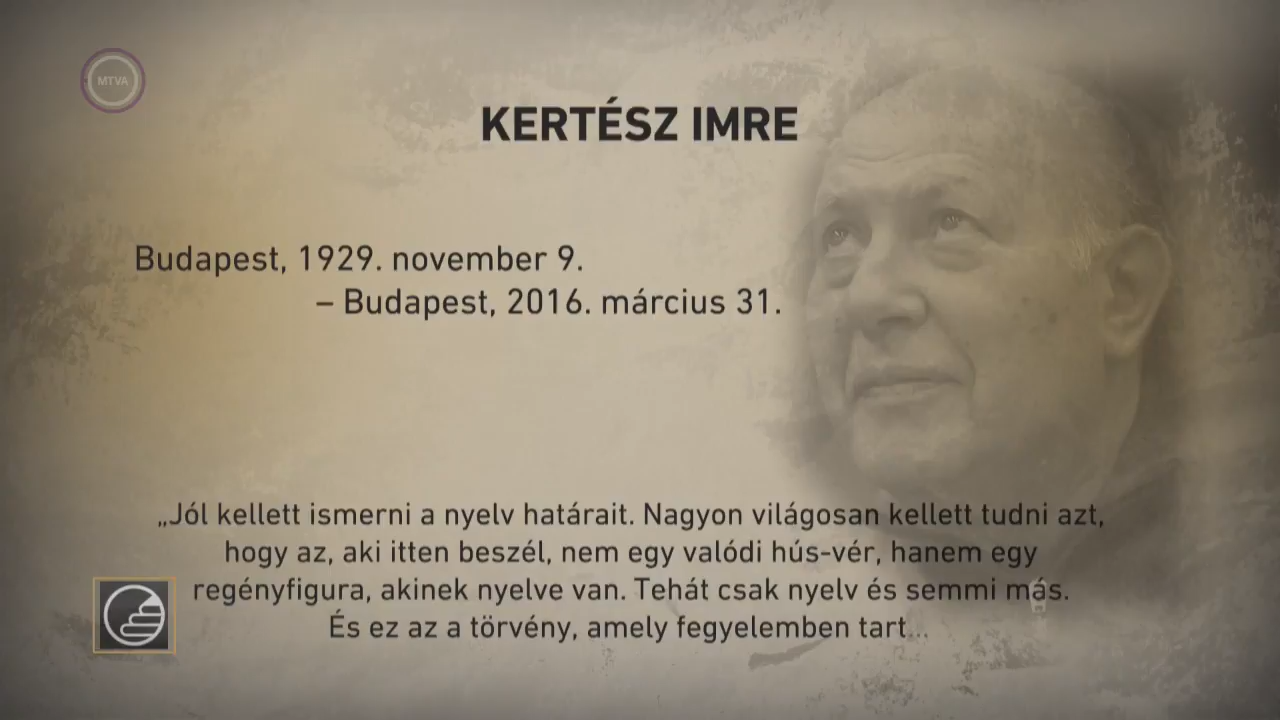 MTVA
KERTÉSZ IMRE
Budapest, 1929. november 9.
– Budapest, 2016. március 31.
„Jól kellett ismerni a nyelv határait. Nagyon világosan kellett tudni azt,
hogy az, aki itten beszél, nem egy valódi hús-vér, hanem egy
regényfigura, akinek nyelve van. Tehát csak nyelv és semmi más.
És ez az a törvény, amely fegyelemben tart...